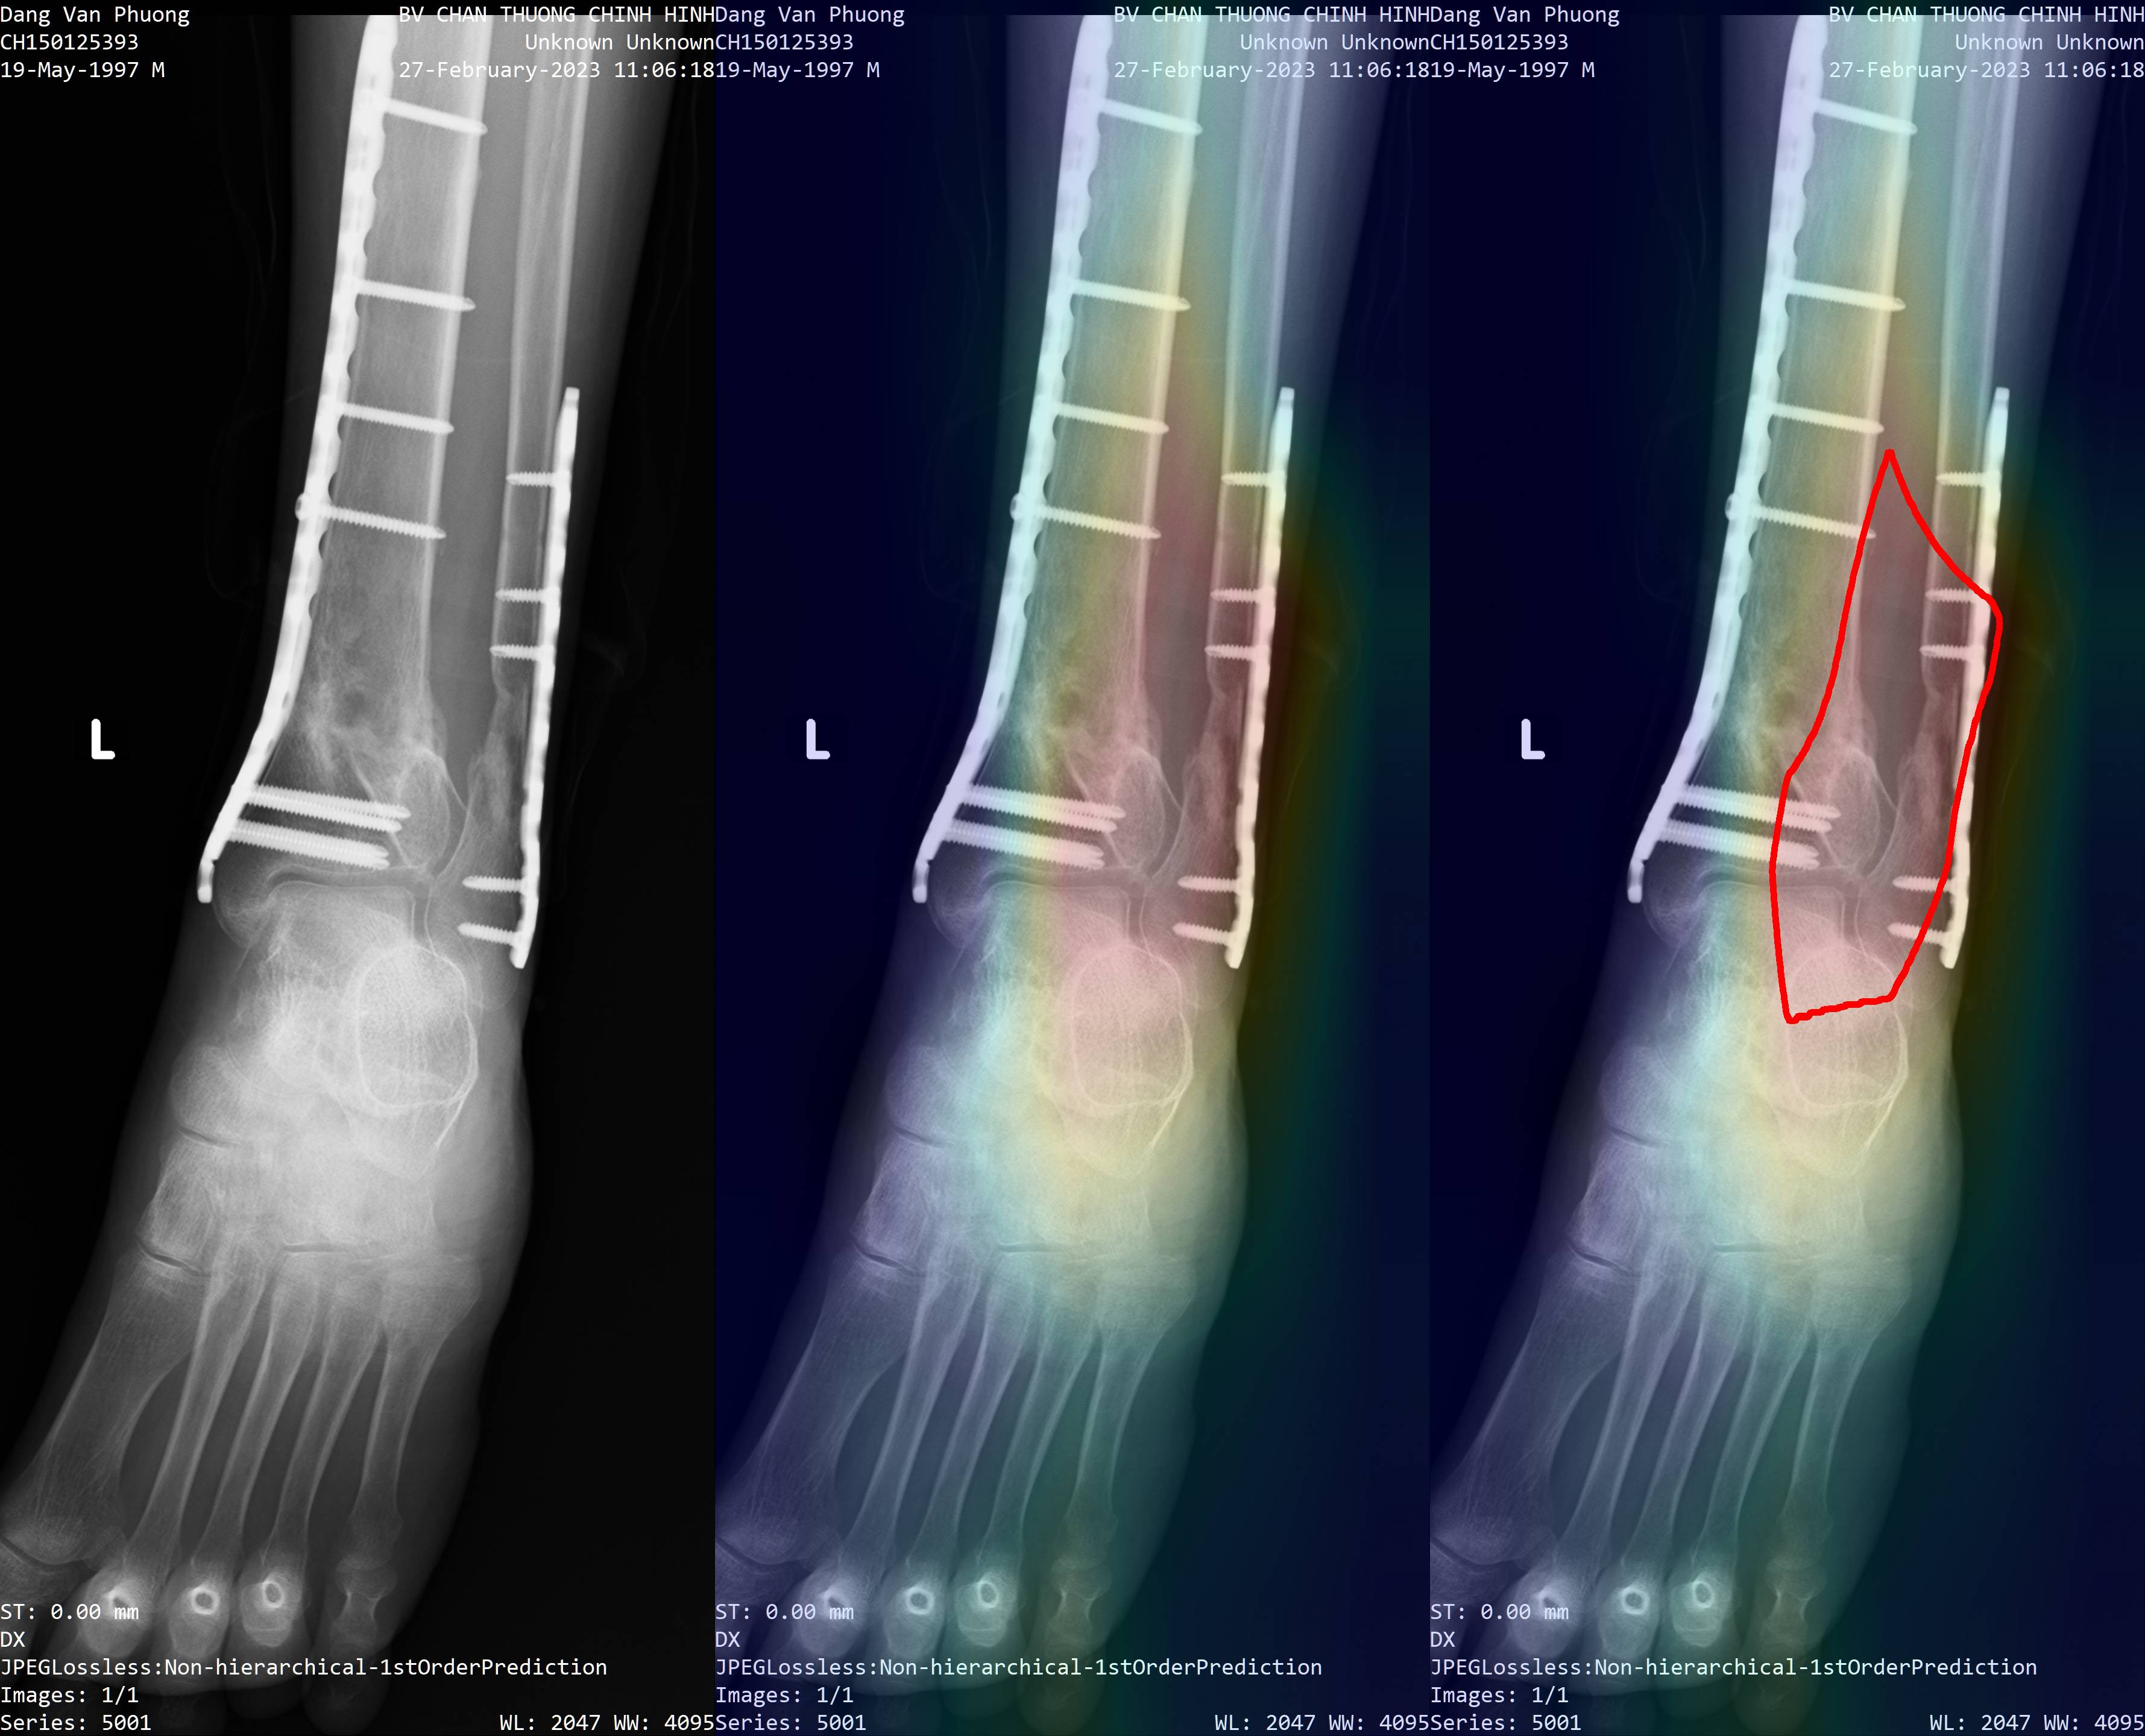 Dang Van Phuong BV CHAN THUONG CHINH HINH
CH150125393 Unknown Unknown
19-May-1997 M 27-February-2023 11:06:18
L
ST: 0.00 mm
DX
JPEGLossless:Non-hierarchical-1stOrderPrediction
Images: 1/1
Series: 5001 WL: 2047 WW: 4095
Dang Van Phuong BV CHAN THUONG CHINH HINH
CH150125393 Unknown Unknown
19-May-1997 M 27-February-2023 11:06:18
L
ST: 0.00 mm
DX
JPEGLossless:Non-hierarchical-1stOrderPrediction
Images: 1/1
Series: 5001 WL: 2047 WW: 4095
Dang Van Phuong BV CHAN THUONG CHINH HINH
CH150125393 Unknown Unknown
19-May-1997 M 27-February-2023 11:06:18
L
ST: 0.00 mm
DX
JPEGLossless:Non-hierarchical-1stOrderPrediction
Images: 1/1
Series: 5001 WL: 2047 WW: 4095